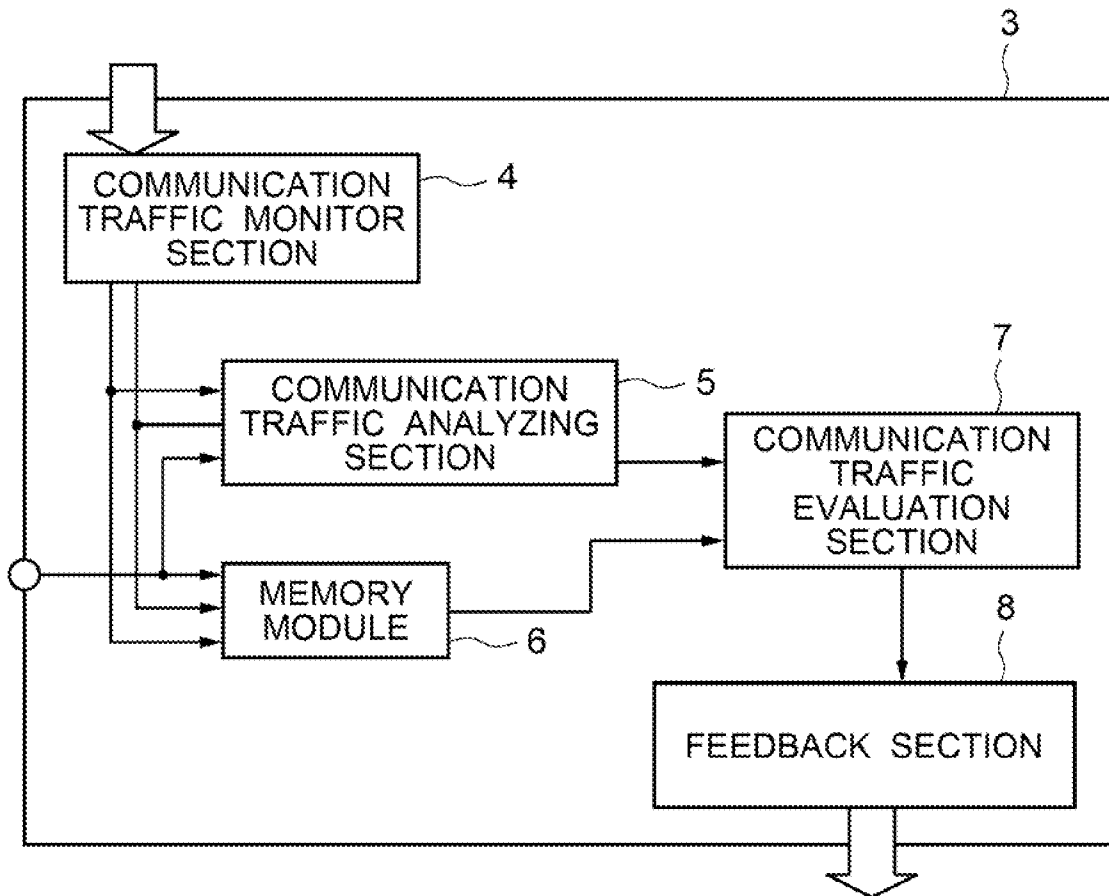 3
COMMUNICATION
TRAFFIC MONITOR
SECTION
4
COMMUNICATION
TRAFFIC ANALYZING
SECTION
5
7
COMMUNICATION
TRAFFIC
EVALUATION
SECTION
MEMORY
MODULE
6
8
FEEDBACK SECTION